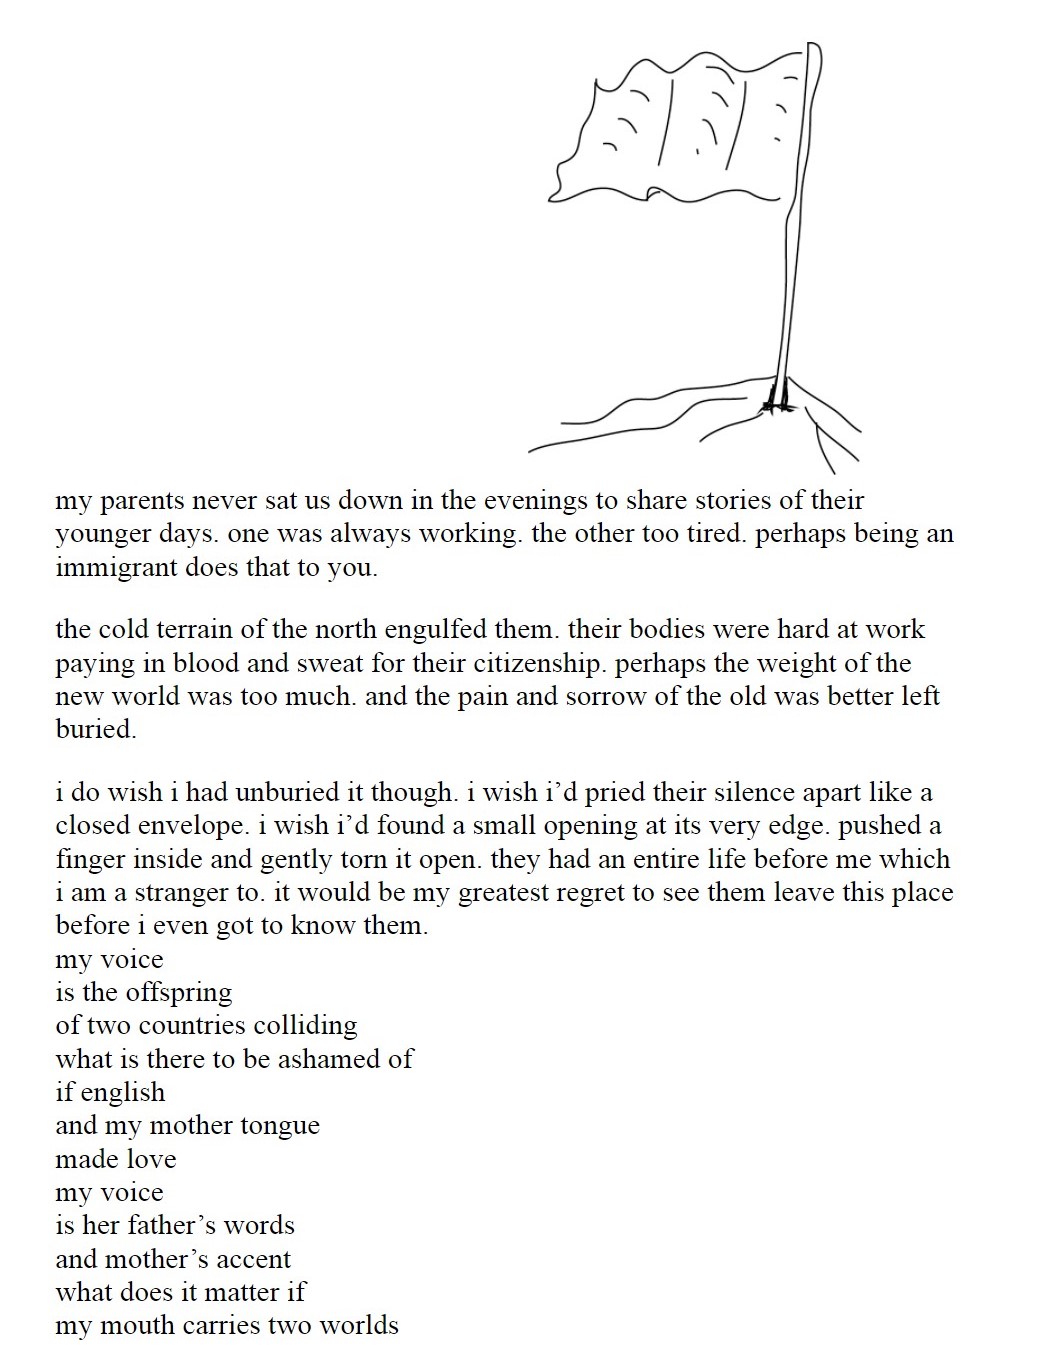 my parents never sat us down in the evenings to share stories of their
younger days. one was always working. the other too tired. perhaps being an
immigrant does that to you.
the cold terrain of the north engulfed them. their bodies were hard at work
paying in blood and sweat for their citizenship. perhaps the weight of the
new world was too much. and the pain and sorrow of the old was better left
buried.
i do wish i had unburied it though. i wish i’d pried their silence apart like a
closed envelope. i wish i’d found a small opening at its very edge. pushed a
finger inside and gently torn it open. they had an entire life before me which
i am a stranger to. it would be my greatest regret to see them leave this place
before i even got to know them.
my voice
is the offspring
of two countries colliding
what is there to be ashamed of
if english
and my mother tongue
made love
my voice
is her father’s words
and mother’s accent
what does it matter if
my mouth carries two worlds